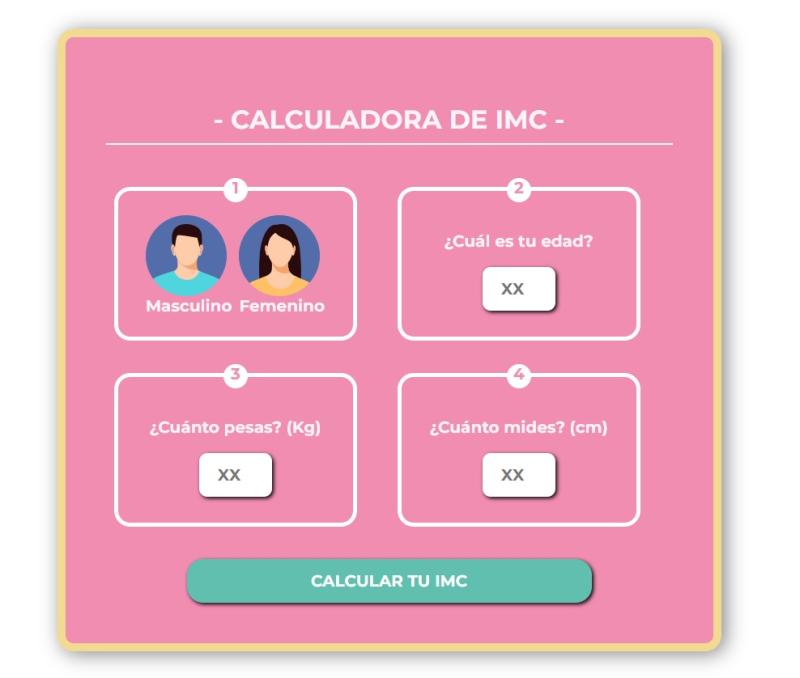 - CALCULADORA DE IMC -
1
Masculino Femenino
2
¿Cuál es tu edad?
XX
3
¿Cuánto pesas? (Kg)
XX
4
¿Cuánto mides? (cm)
XX
CALCULAR TU IMC